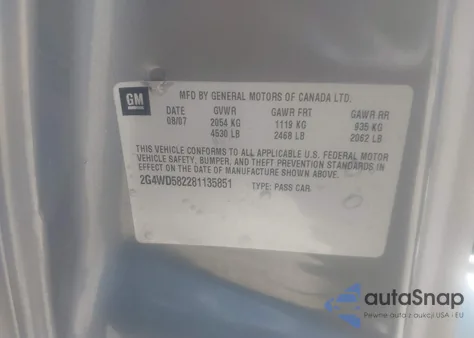 GM
MFD BY GENERAL MOTORS OF CANADA LTD.
DATE GVWR GAWR FRT GAWR RR
08/07 2054 KG 1119 KG 935 KG
4530 LB 2468 LB 2062 LB
THIS VEHICLE CONFORMS TO ALL APPLICABLE U.S. FEDERAL MOTOR
VEHICLE SAFETY, BUMPER, AND THEFT PREVENTION STANDARDS IN
EFFECT ON THE DATE OF MANUFACTURE SHOWN ABOVE.
2G4WD582281135851 TYPE: PASS CAR
autoSnap
Pewne auto z aukcji USA - EU